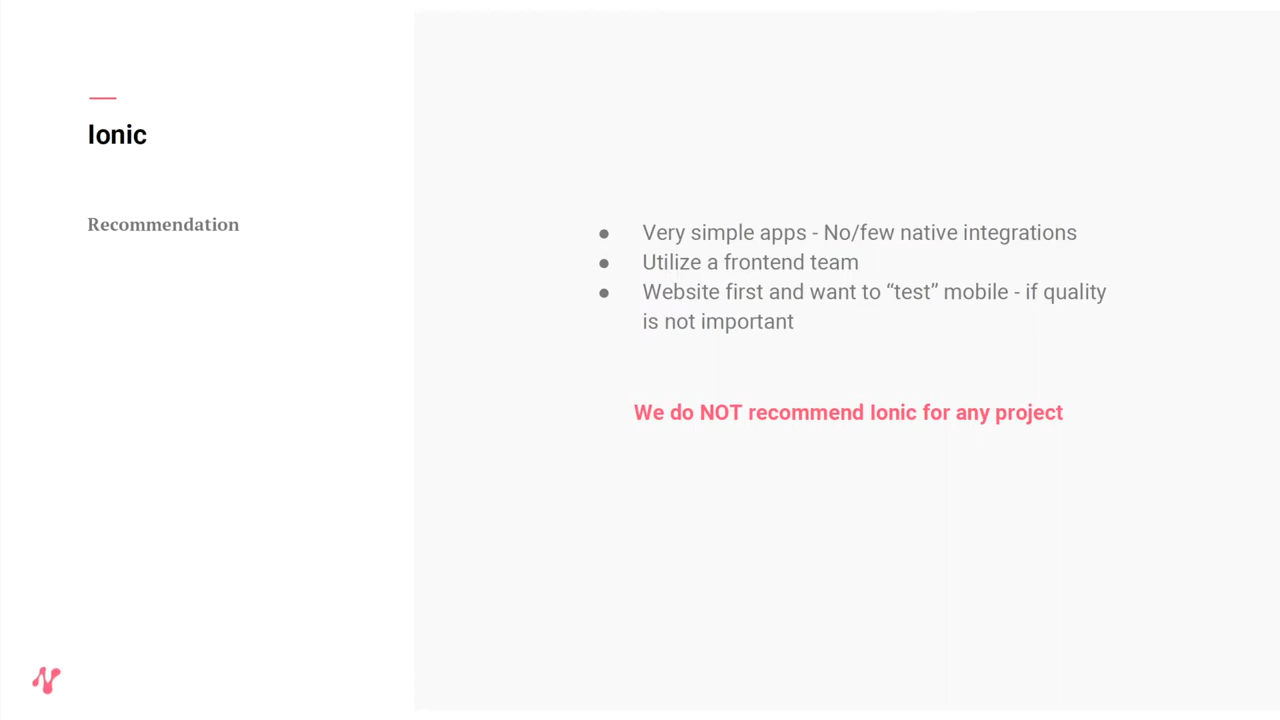 Ionic
Recommendation
● Very simple apps - No/few native integrations
● Utilize a frontend team
● Website first and want to “test” mobile - if quality
is not important
We do NOT recommend Ionic for any project